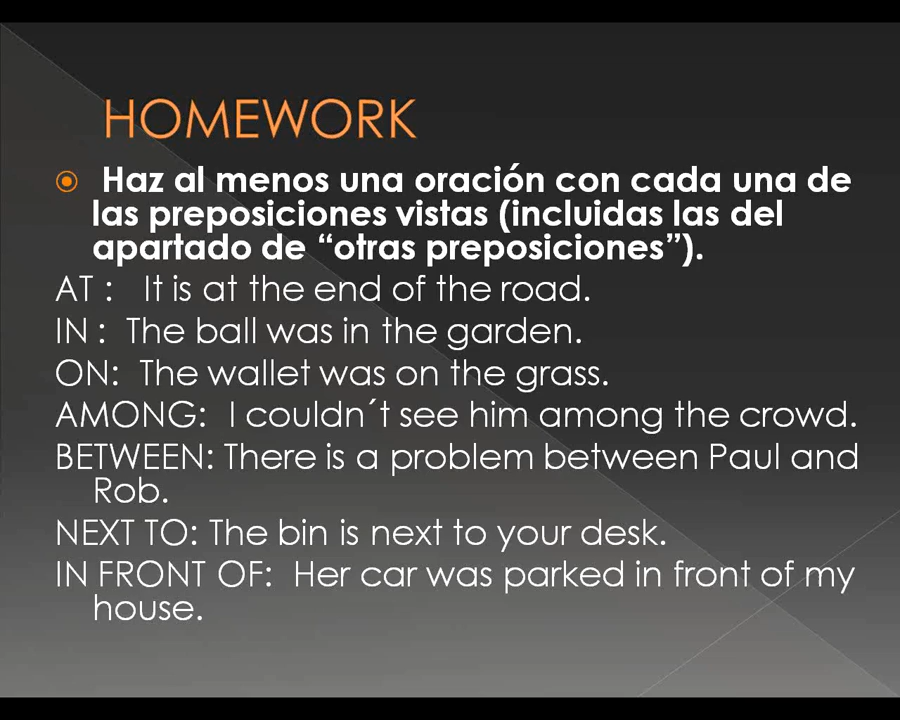 HOMEWORK
Haz al menos una oración con cada una de
las preposiciones vistas (incluidas las del
apartado de “otras preposiciones”).
AT : It is at the end of the road.
IN : The ball was in the garden.
ON: The wallet was on the grass.
AMONG: I couldn´t see him among the crowd.
BETWEEN: There is a problem between Paul and
Rob.
NEXT TO: The bin is next to your desk.
IN FRONT OF: Her car was parked in front of my
house.